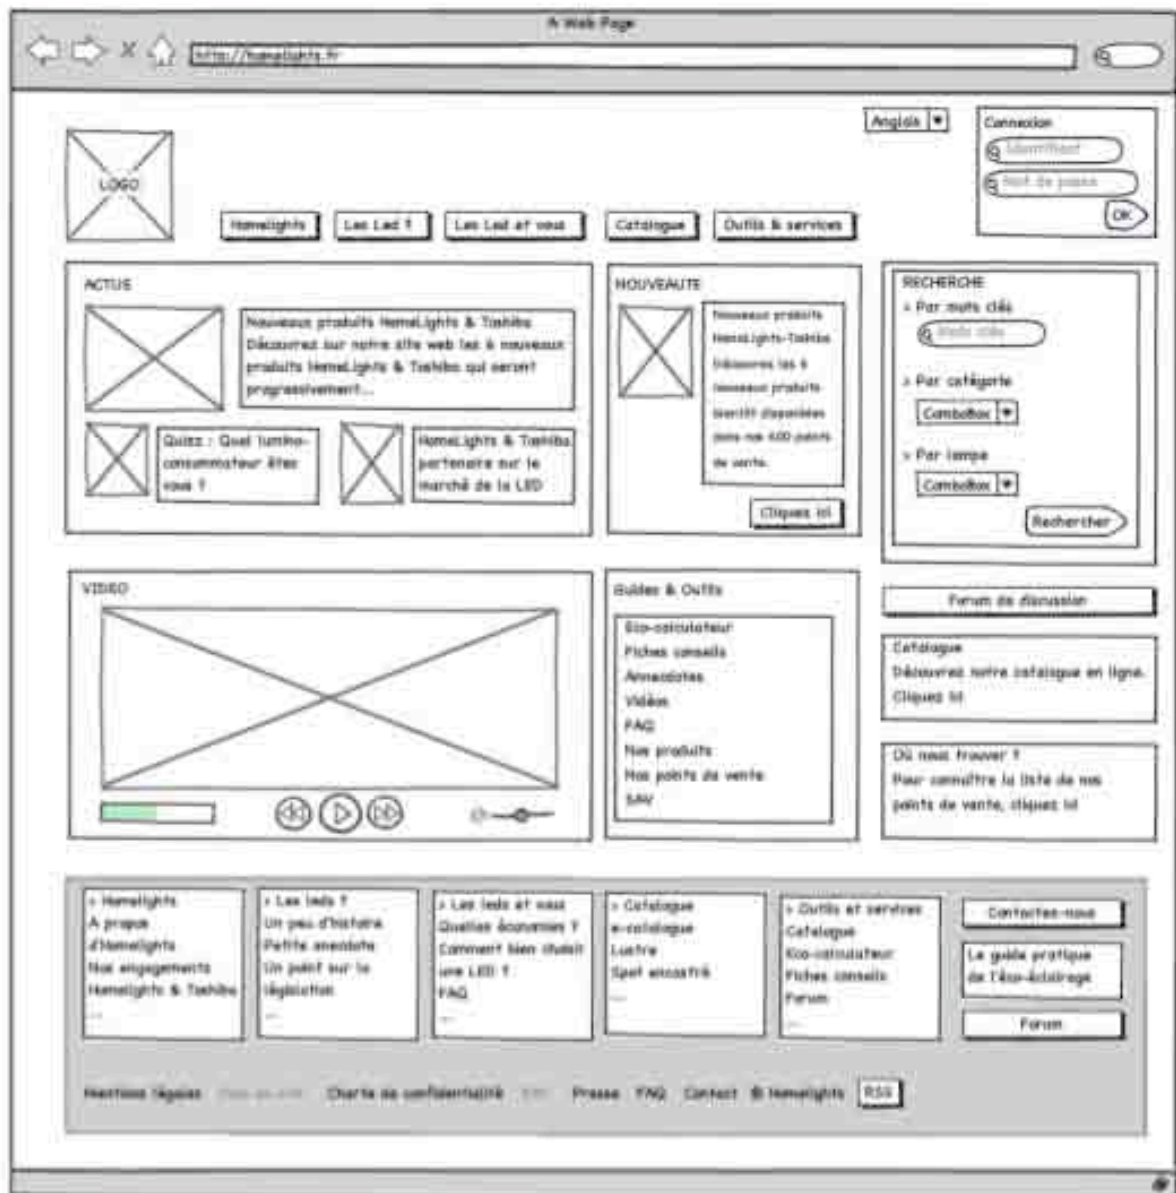 A Web Page
http://homelights.fr
Anglais
Connexion
Identifiant
Mot de passe
OK
LOGO
Homelights
Les Led ?
Les Led et vous
Catalogue
Outils & services
ACTUS
Nouveaux produits HomeLights & Toshiba
Découvrez sur notre site web les 6 nouveaux
produits HomeLights & Toshiba qui seront
progressivement...
Quizz : Quel lumino-
consommateur êtes
vous ?
HomeLights & Toshiba
partenaire sur le
marché de la LED
NOUVEAUTE
Nouveaux produits
HomeLights-Toshiba
Découvrez les 6
nouveaux produits
bientôt disponibles
dans nos 600 points
de vente.
Cliquez ici
RECHERCHE
> Par mots clés
Mots clés
> Par catégorie
ComboBox
> Par lampe
ComboBox
Rechercher
VIDEO
Guides & Outils
Eco-calculateur
Fiches conseils
Annecdotes
Vidéos
FAQ
Nos produits
Nos points de vente
SAV
Forum de discussion
Catalogue
Découvrez notre catalogue en ligne.
Cliquez ici
Où nous trouver ?
Pour connaître la liste de nos
points de vente, cliquez ici
> Homelights
A propos
d'Homelights
Nos engagements
Homelights & Toshiba
...
> Les leds ?
Un peu d'histoire
Petite anecdote
Un point sur la
législation
...
> Les leds et vous
Quelles économies ?
Comment bien choisir
une LED ?
FAQ
...
> Catalogue
e-catalogue
Lustre
Spot encastré
...
> Outils et services
Catalogue
Eco-calculateur
Fiches conseils
Forum
...
Contactez-nous
Le guide pratique
de l'éco-éclairage
Forum
Mentions légales Charte de confidentialité Presse FAQ Contact © Homelights RSS